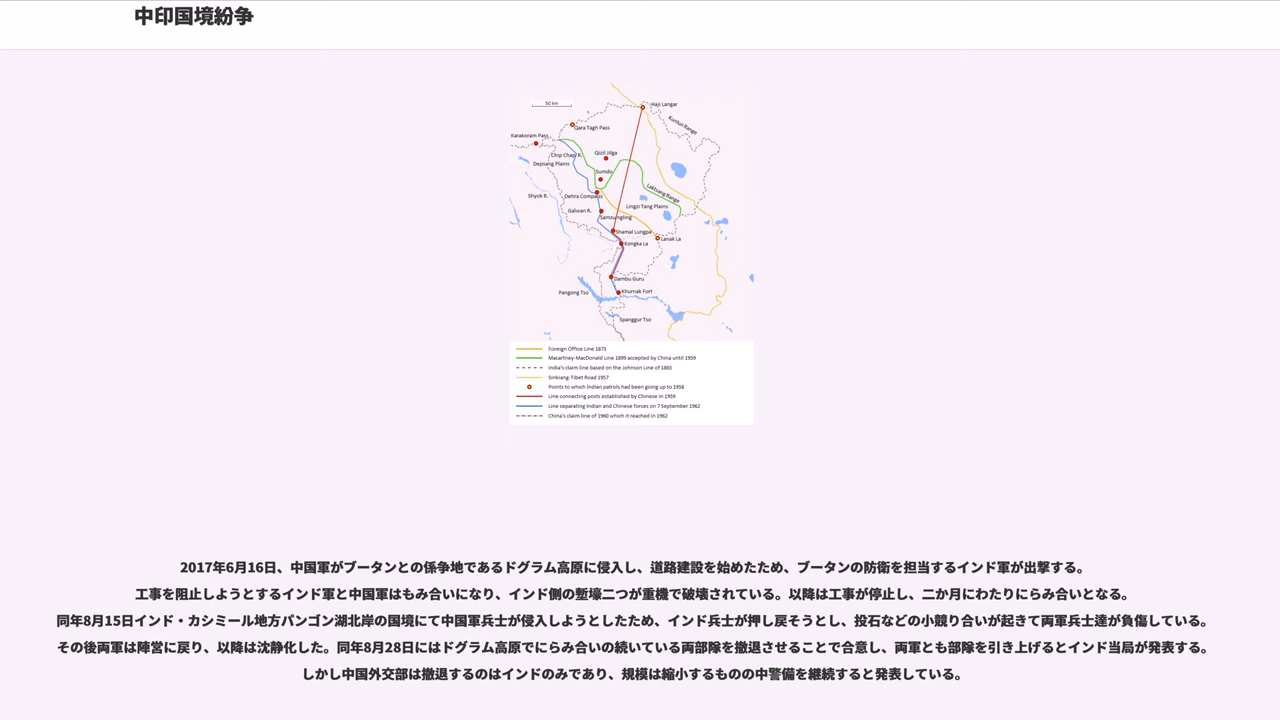 中印国境紛争
50 km
Haji Langar
Kunlun Range
Qara Tagh Pass
Karakoram Pass
Chip Chap R.
Qizil Jilga
Depsang Plains
Sumdo
Laktsang Range
Shyok R.
Dehra Compass
Lingzi Tang Plains
Galwan R.
Samzungling
Shamal Lungpa
Lanak La
Kongka La
Dambu Guru
Pangong Tso
Khurnak Fort
Spanggur Tso
Foreign Office Line 1873
Macartney-MacDonald Line 1899 accepted by China until 1959
India's claim line based on the Johnson Line of 1865
Sinkiang-Tibet Road 1957
Points to which Indian patrols had been going up to 1958
Line connecting posts established by Chinese in 1959
Line separating Indian and Chinese forces on 7 September 1962
China's claim line of 1960 which it reached in 1962
2017年6月16日、中国軍がブータンとの係争地であるドグラム高原に侵入し、道路建設を始めたため、ブータンの防衛を担当するインド軍が出撃する。
工事を阻止しようとするインド軍と中国軍はもみ合いになり、インド側の塹壕二つが重機で破壊されている。以降は工事が停止し、二か月にわたりにらみ合いとなる。
同年8月15日インド・カシミール地方パンゴン湖北岸の国境にて中国軍兵士が侵入しようとしたため、インド兵士が押し戻そうとし、投石などの小競り合いが起きて両軍兵士達が負傷している。
その後両軍は陣営に戻り、以降は沈静化した。同年8月28日にはドグラム高原でにらみ合いの続いている両部隊を撤退させることで合意し、両軍とも部隊を引き上げるとインド当局が発表する。
しかし中国外交部は撤退するのはインドのみであり、規模は縮小するものの中警備を継続すると発表している。